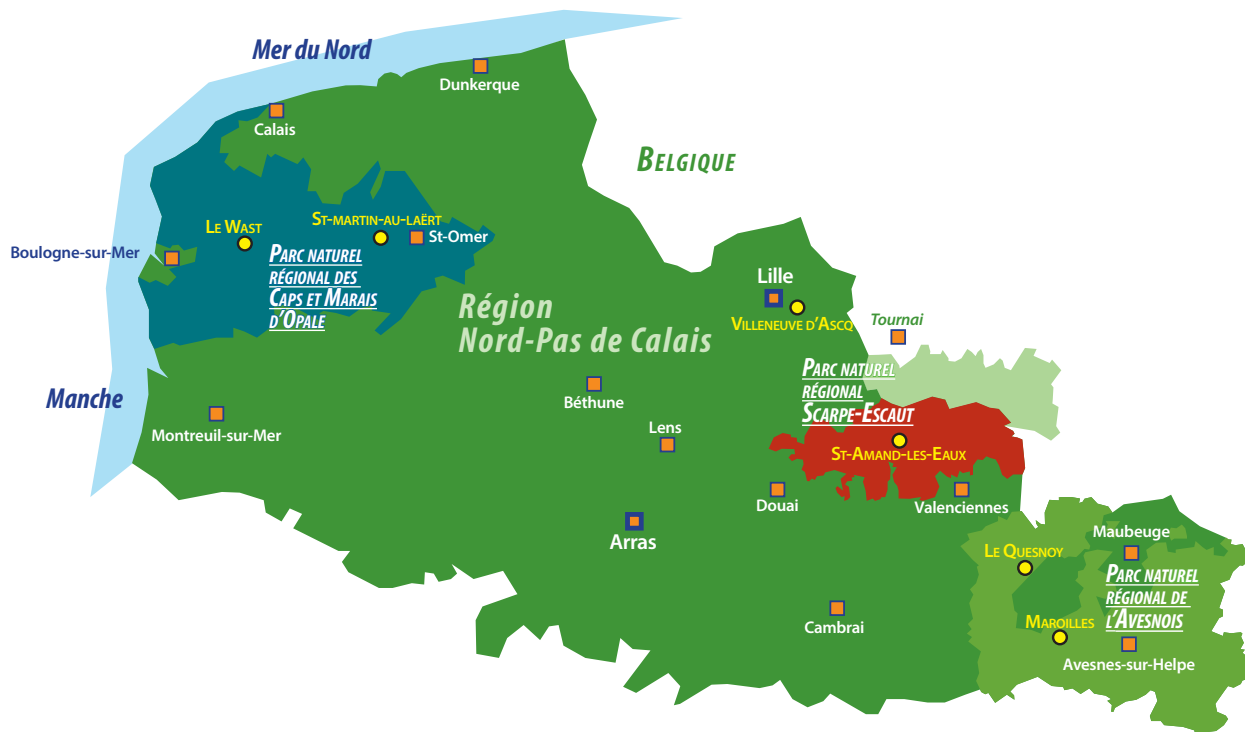 Mer du Nord
Dunkerque
Calais
BELGIQUE
LE WAST
ST-MARTIN-AU-LAËRT
St-Omer
Boulogne-sur-Mer
PARC NATUREL
RÉGIONAL DES
CAPS ET MARAIS
D'OPALE
Lille
VILLENEUVE D'ASCQ
Tournai
Région
Nord-Pas de Calais
Manche
Montreuil-sur-Mer
Béthune
Lens
PARC NATUREL
RÉGIONAL
SCARPE-ESCAUT
ST-AMAND-LES-EAUX
Douai
Valenciennes
Arras
Maubeuge
LE QUESNOY
PARC NATUREL
RÉGIONAL DE
L'AVESNOIS
Cambrai
MAROILLES
Avesnes-sur-Helpe